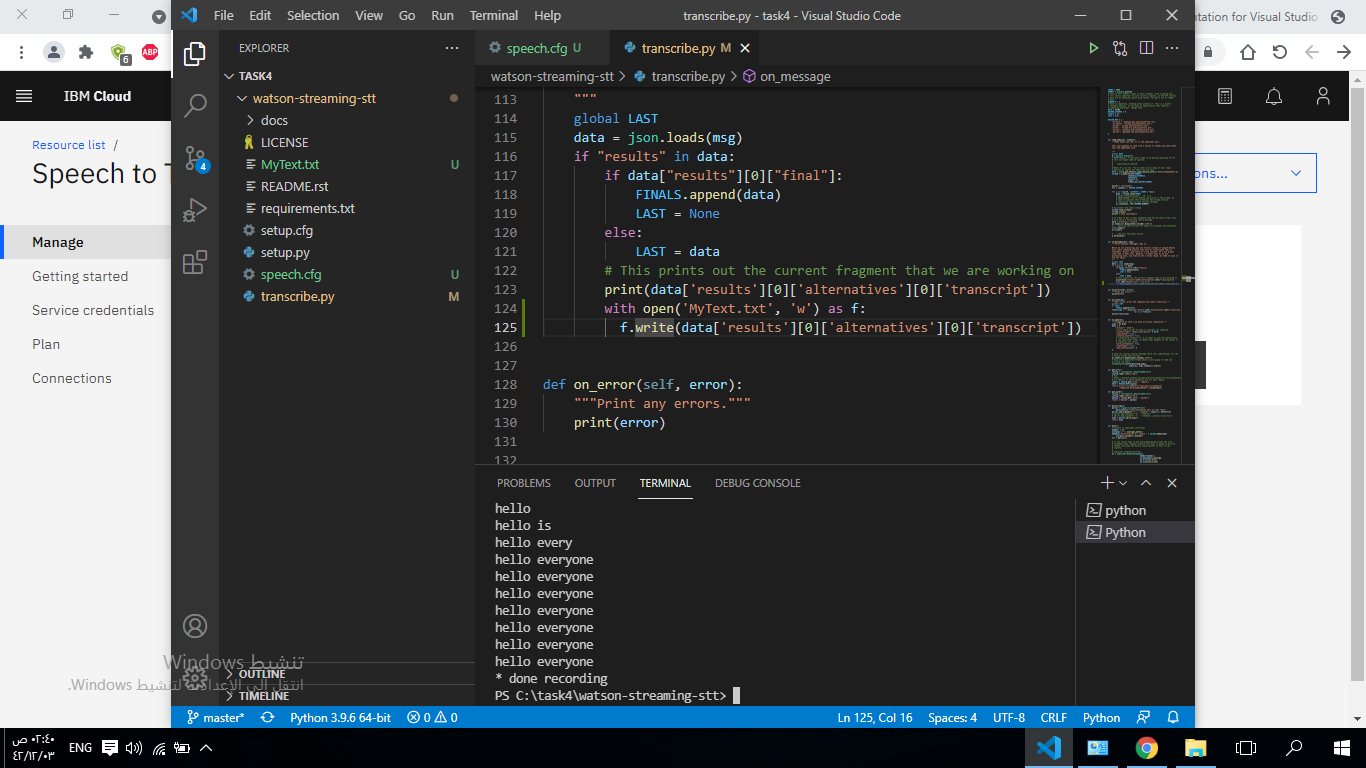 File Edit Selection View Go Run Terminal Help
transcribe.py - task4 - Visual Studio Code
ntation for Visual Studio
6
ABP
IBM Cloud
Resource list /
Speech to T
ons...
Manage
Getting started
Service credentials
Plan
Connections
EXPLORER
TASK4
watson-streaming-stt
docs
LICENSE
MyText.txt U
README.rst
requirements.txt
setup.cfg
setup.py
speech.cfg U
transcribe.py M
4
OUTLINE
TIMELINE
speech.cfg U
transcribe.py M
watson-streaming-stt > transcribe.py > on_message
113 """
114 global LAST
115 data = json.loads(msg)
116 if "results" in data:
117 if data["results"][0]["final"]:
118 FINALS.append(data)
119 LAST = None
120 else:
121 LAST = data
122 # This prints out the current fragment that we are working on
123 print(data['results'][0]['alternatives'][0]['transcript'])
124 with open('MyText.txt', 'w') as f:
125 f.write(data['results'][0]['alternatives'][0]['transcript'])
126
127
128 def on_error(self, error):
129 """Print any errors."""
130 print(error)
131
132
PROBLEMS OUTPUT TERMINAL DEBUG CONSOLE
hello
hello is
hello every
hello everyone
hello everyone
hello everyone
hello everyone
hello everyone
hello everyone
hello everyone
* done recording
PS C:\task4\watson-streaming-stt>
python
Python
تنشيط Windows
انتقل إلى الإعدادات لتنشيط Windows.
master* Python 3.9.6 64-bit 0 0
Ln 125, Col 16 Spaces: 4 UTF-8 CRLF Python
٠٢:٤٠ ص
٤٢/١٢/٠٣
ENG